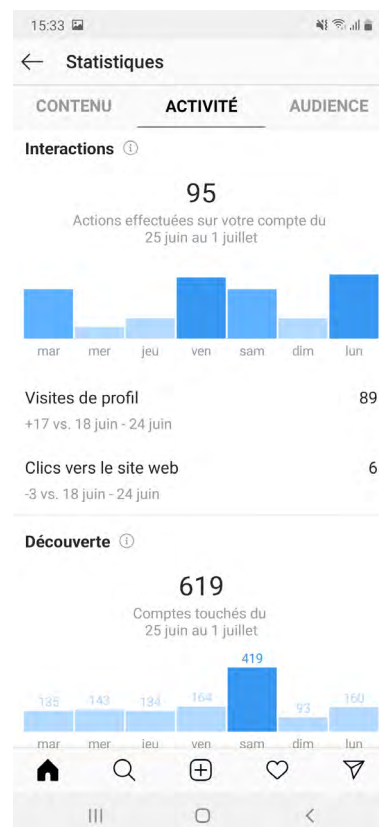 15:33
Statistiques
CONTENU ACTIVITÉ AUDIENCE
Interactions
95
Actions effectuées sur votre compte du
25 juin au 1 juillet
mar mer jeu ven sam dim lun
Visites de profil 89
+17 vs. 18 juin - 24 juin
Clics vers le site web 6
-3 vs. 18 juin - 24 juin
Découverte
619
Comptes touchés du
25 juin au 1 juillet
419
135 143 134 164 93 160
mar mer jeu ven sam dim lun